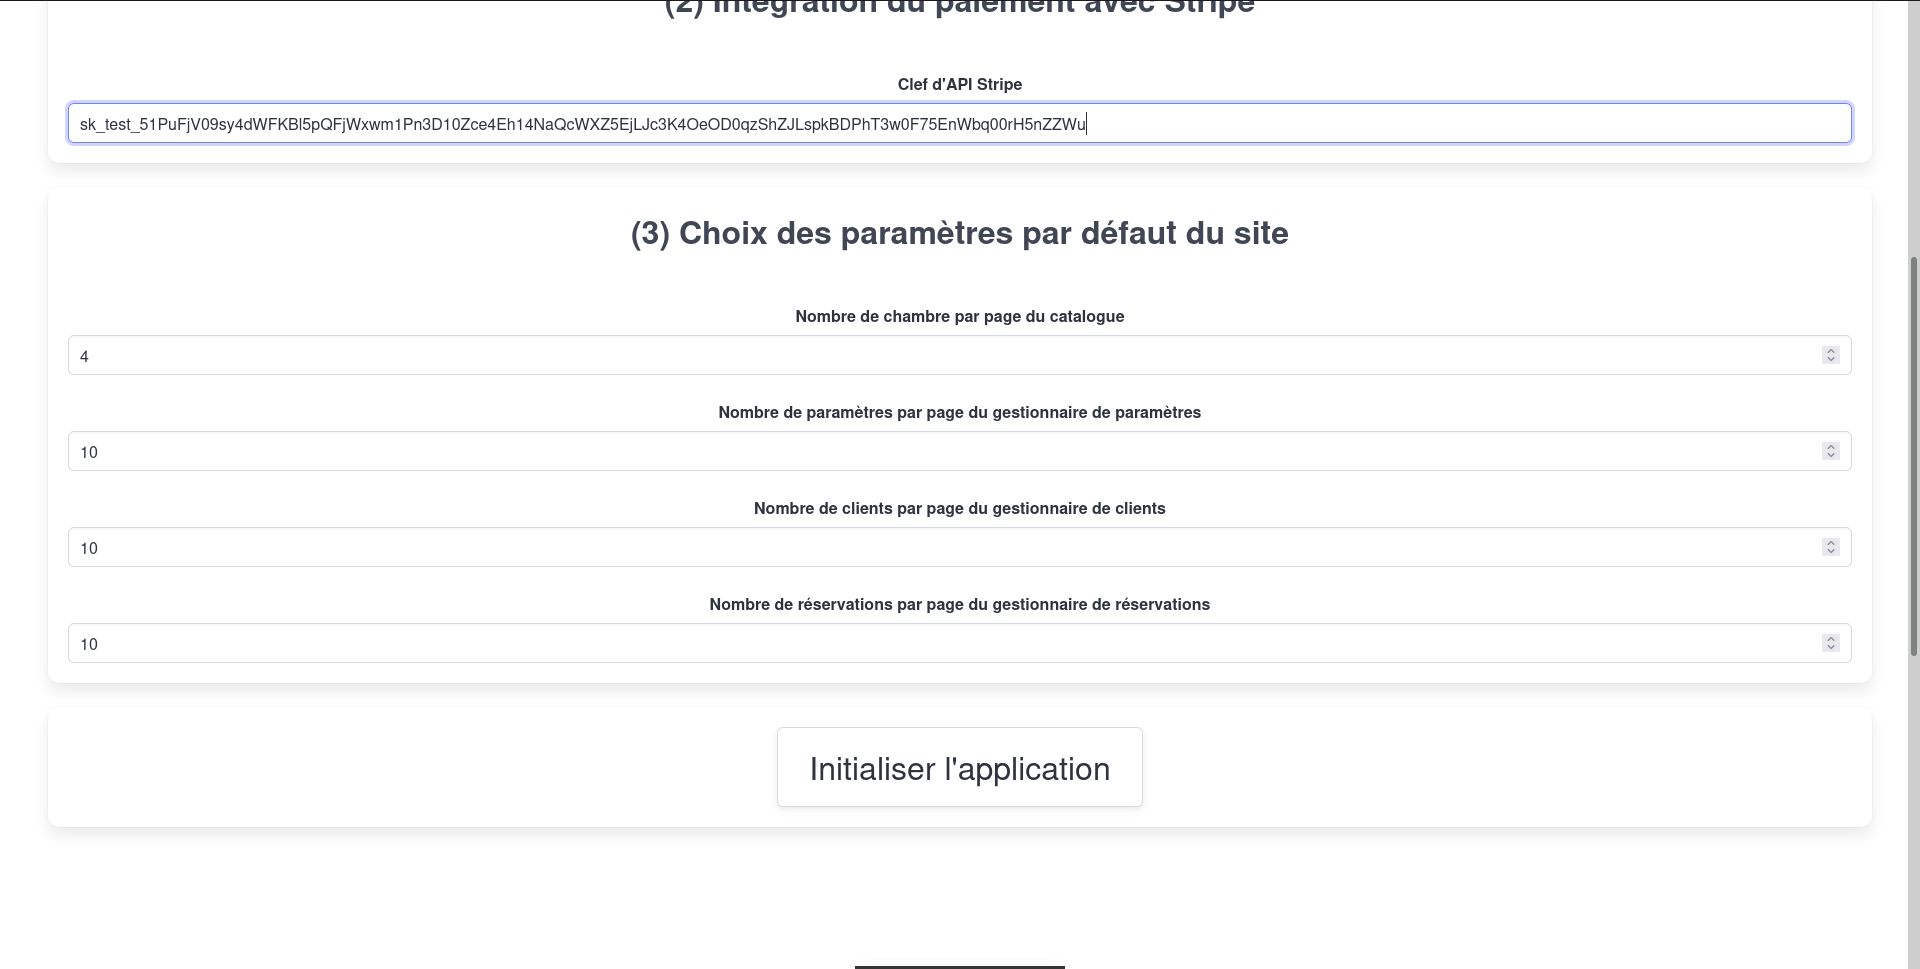 (2) Intégration du paiement avec Stripe
Clef d'API Stripe
sk_test_51PuFjV09sy4dWFKBl5pQFjWxwm1Pn3D10Zce4Eh14NaQcWXZ5EjLJc3K4OeOD0qzShZJLspkBDPhT3w0F75EnWbq00rH5nZZWu
(3) Choix des paramètres par défaut du site
Nombre de chambre par page du catalogue
4
Nombre de paramètres par page du gestionnaire de paramètres
10
Nombre de clients par page du gestionnaire de clients
10
Nombre de réservations par page du gestionnaire de réservations
10
Initialiser l'application